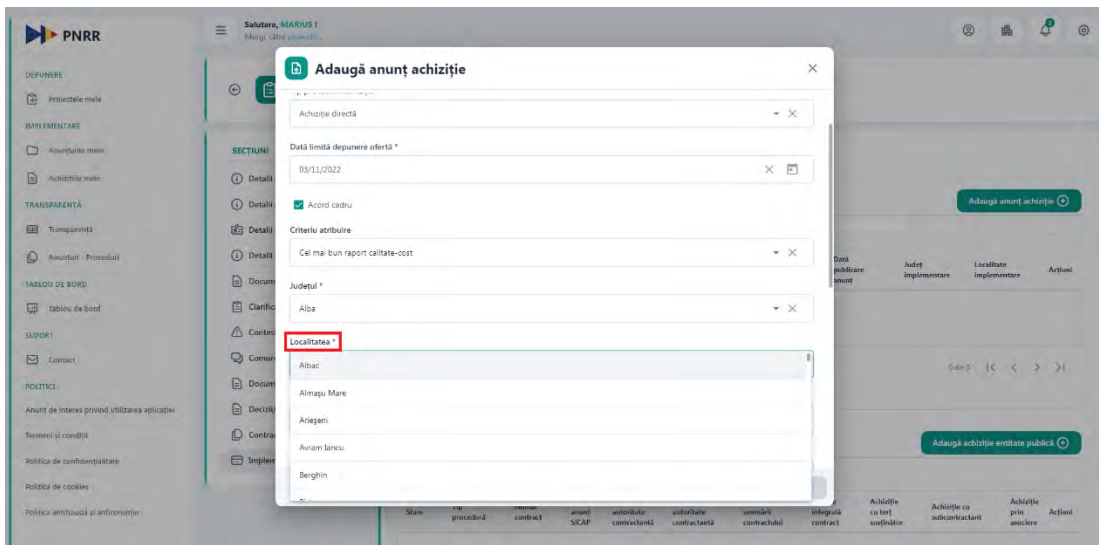 PNRR
Salutare, MARIUS !
Mergi către
DEPUNERE
Proiectele mele
IMPLEMENTARE
Anunțurile mele
Achizițiile mele
TRANSPARENȚĂ
Transparență
Anunțuri - Proceduri
TABLOU DE BORD
Tablou de bord
SUPORT
Contact
POLITICI
Anunț de interes privind utilizarea aplicației
Termeni și condiții
Politica de confidențialitate
Politica de cookies
Politica antifraudă și anticorupție
SECȚIUNI
Detalii
Detalii
Detalii
Detalii
Docum
Clarific
Contes
Comun
Docum
Decizii/
Contra
Implem
Adaugă anunț achiziție
Achiziție directă
Dată limită depunere ofertă *
03/11/2022
Acord cadru
Criteriu atribuire
Cel mai bun raport calitate-cost
Județul *
Alba
Localitatea *
Albac
Almașu Mare
Arieșeni
Avram Iancu
Berghin
Adaugă anunț achiziție
Dată publicare anunț
Județ implementare
Localitate implementare
Acțiuni
0 din 0
Adaugă achiziție entitate publică
Stare
Tip procedură
Număr contract
anunț SICAP
autoritate contractantă
autoritate contractantă
semnării contractului
integrală contract
Achiziție cu terț susținător
Achiziție cu subcontractant
Achiziție prin asociere
Acțiuni